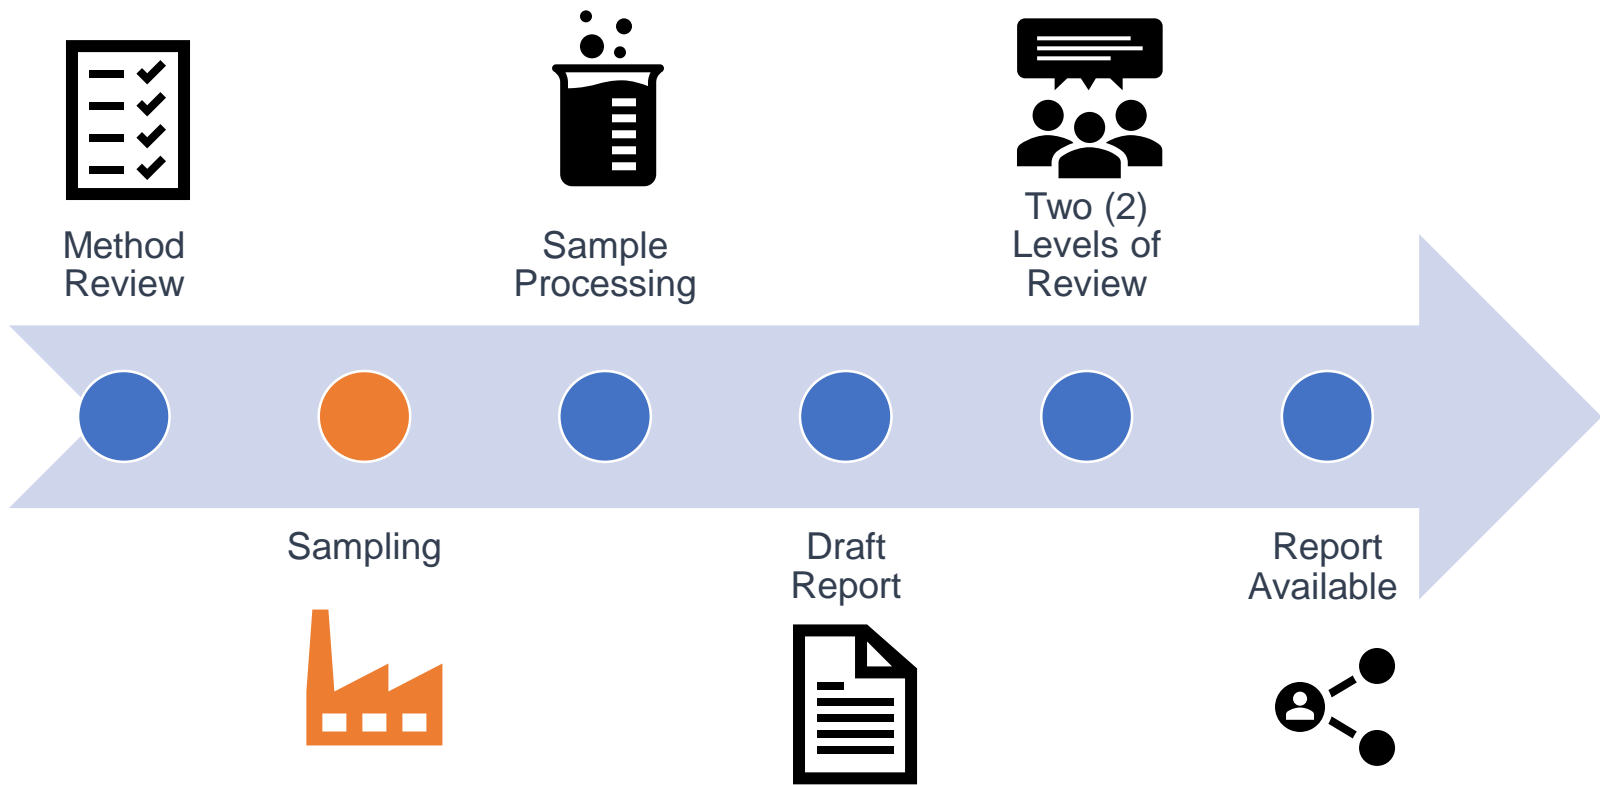 Method
Review
Sampling
Sample
Processing
Draft
Report
Two (2)
Levels of
Review
Report
Available